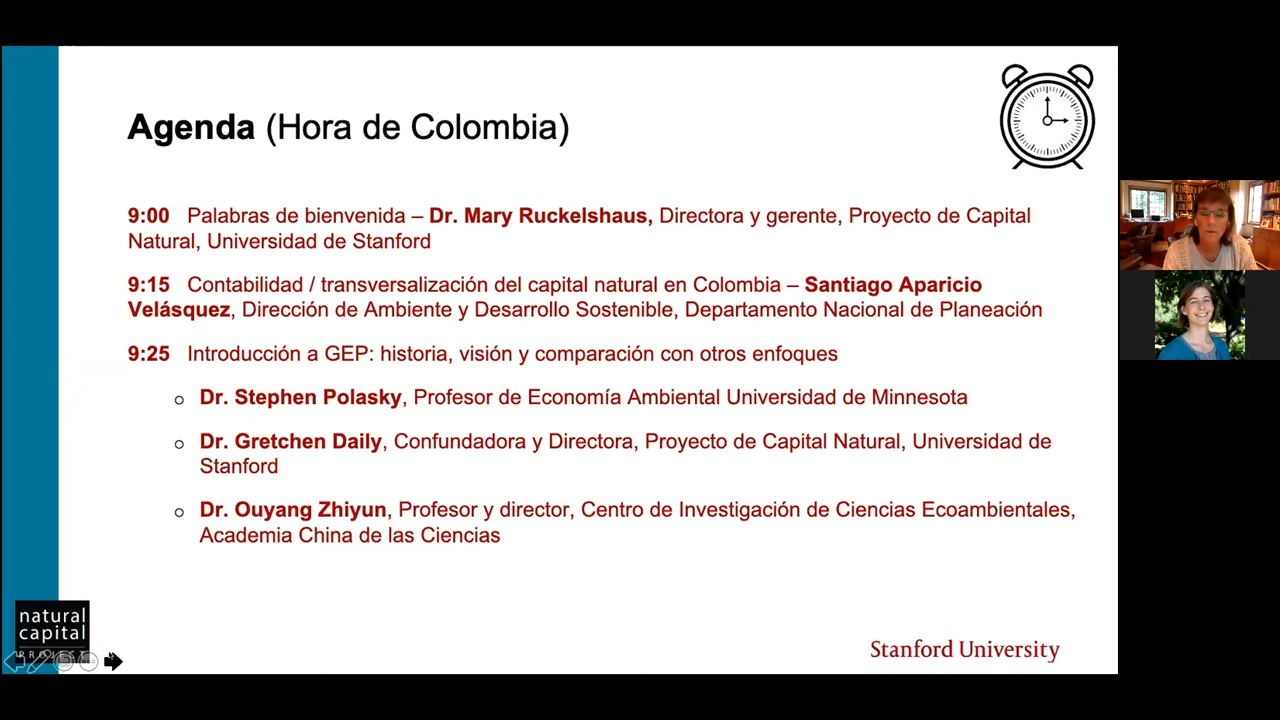 Agenda (Hora de Colombia)
9:00 Palabras de bienvenida – Dr. Mary Ruckelshaus, Directora y gerente, Proyecto de Capital
Natural, Universidad de Stanford
9:15 Contabilidad / transversalización del capital natural en Colombia – Santiago Aparicio
Velásquez, Dirección de Ambiente y Desarrollo Sostenible, Departamento Nacional de Planeación
9:25 Introducción a GEP: historia, visión y comparación con otros enfoques
Dr. Stephen Polasky, Profesor de Economía Ambiental Universidad de Minnesota
Dr. Gretchen Daily, Confundadora y Directora, Proyecto de Capital Natural, Universidad de
Stanford
Dr. Ouyang Zhiyun, Profesor y director, Centro de Investigación de Ciencias Ecoambientales,
Academia China de las Ciencias
natural
capital
PROJECT
Stanford University